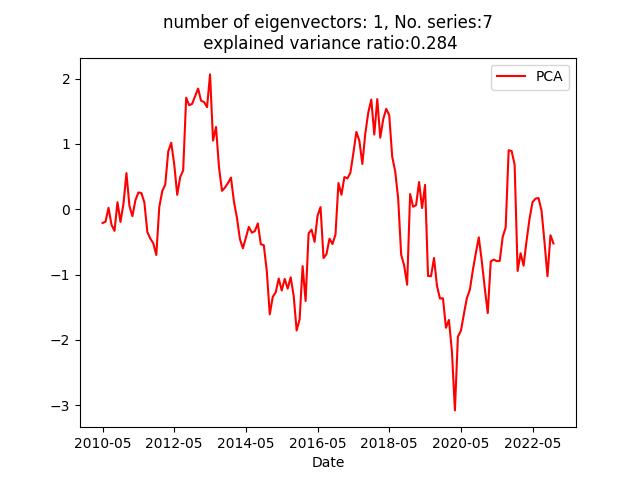 number of eigenvectors: 1, No. series:7
explained variance ratio:0.284
PCA
2
1
0
−1
−2
−3
2010-05 2012-05 2014-05 2016-05 2018-05 2020-05 2022-05
Date